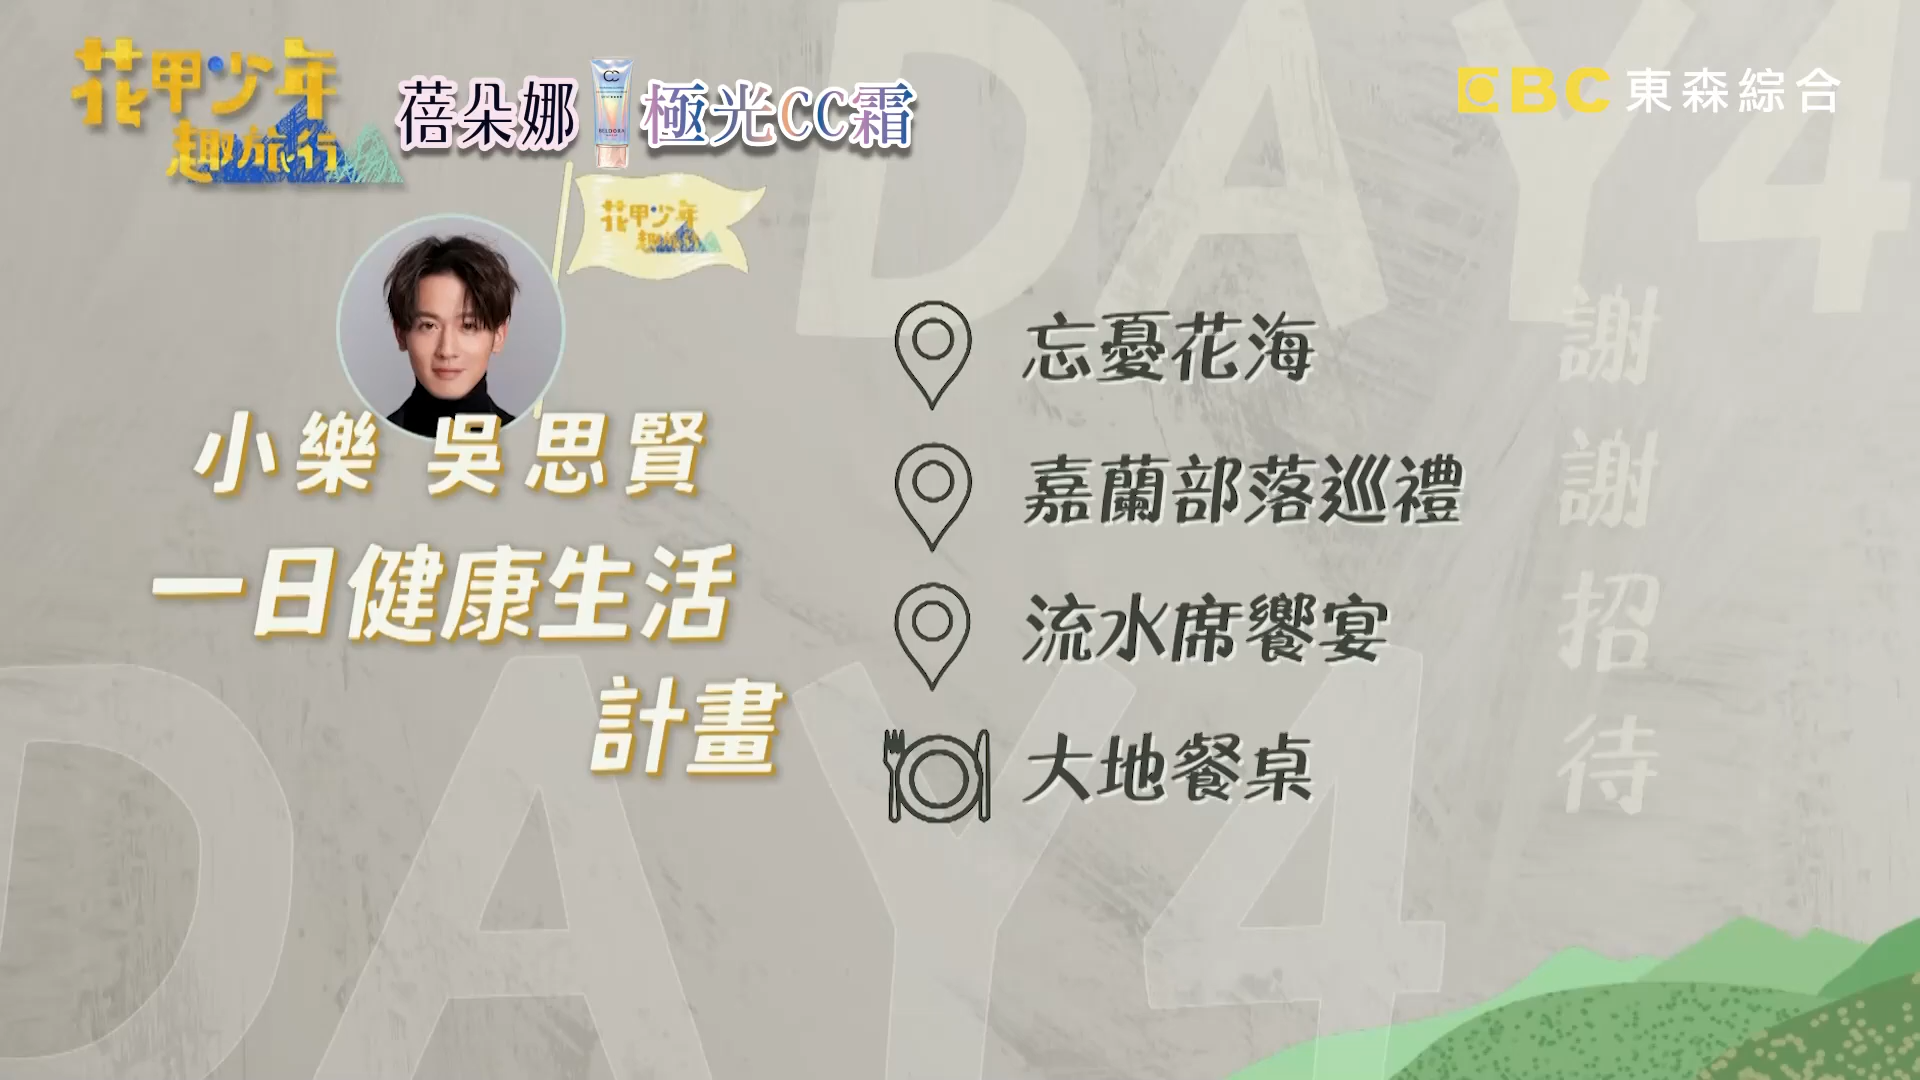 花甲少年
趣旅行
蓓朵娜
CC
BELDORA
極光CC霜
EBC 東森綜合
花甲少年
趣旅行
DAY4
小樂 吳思賢
一日健康生活
計畫
忘憂花海
嘉蘭部落巡禮
流水席饗宴
大地餐桌
謝謝招待
DAY4